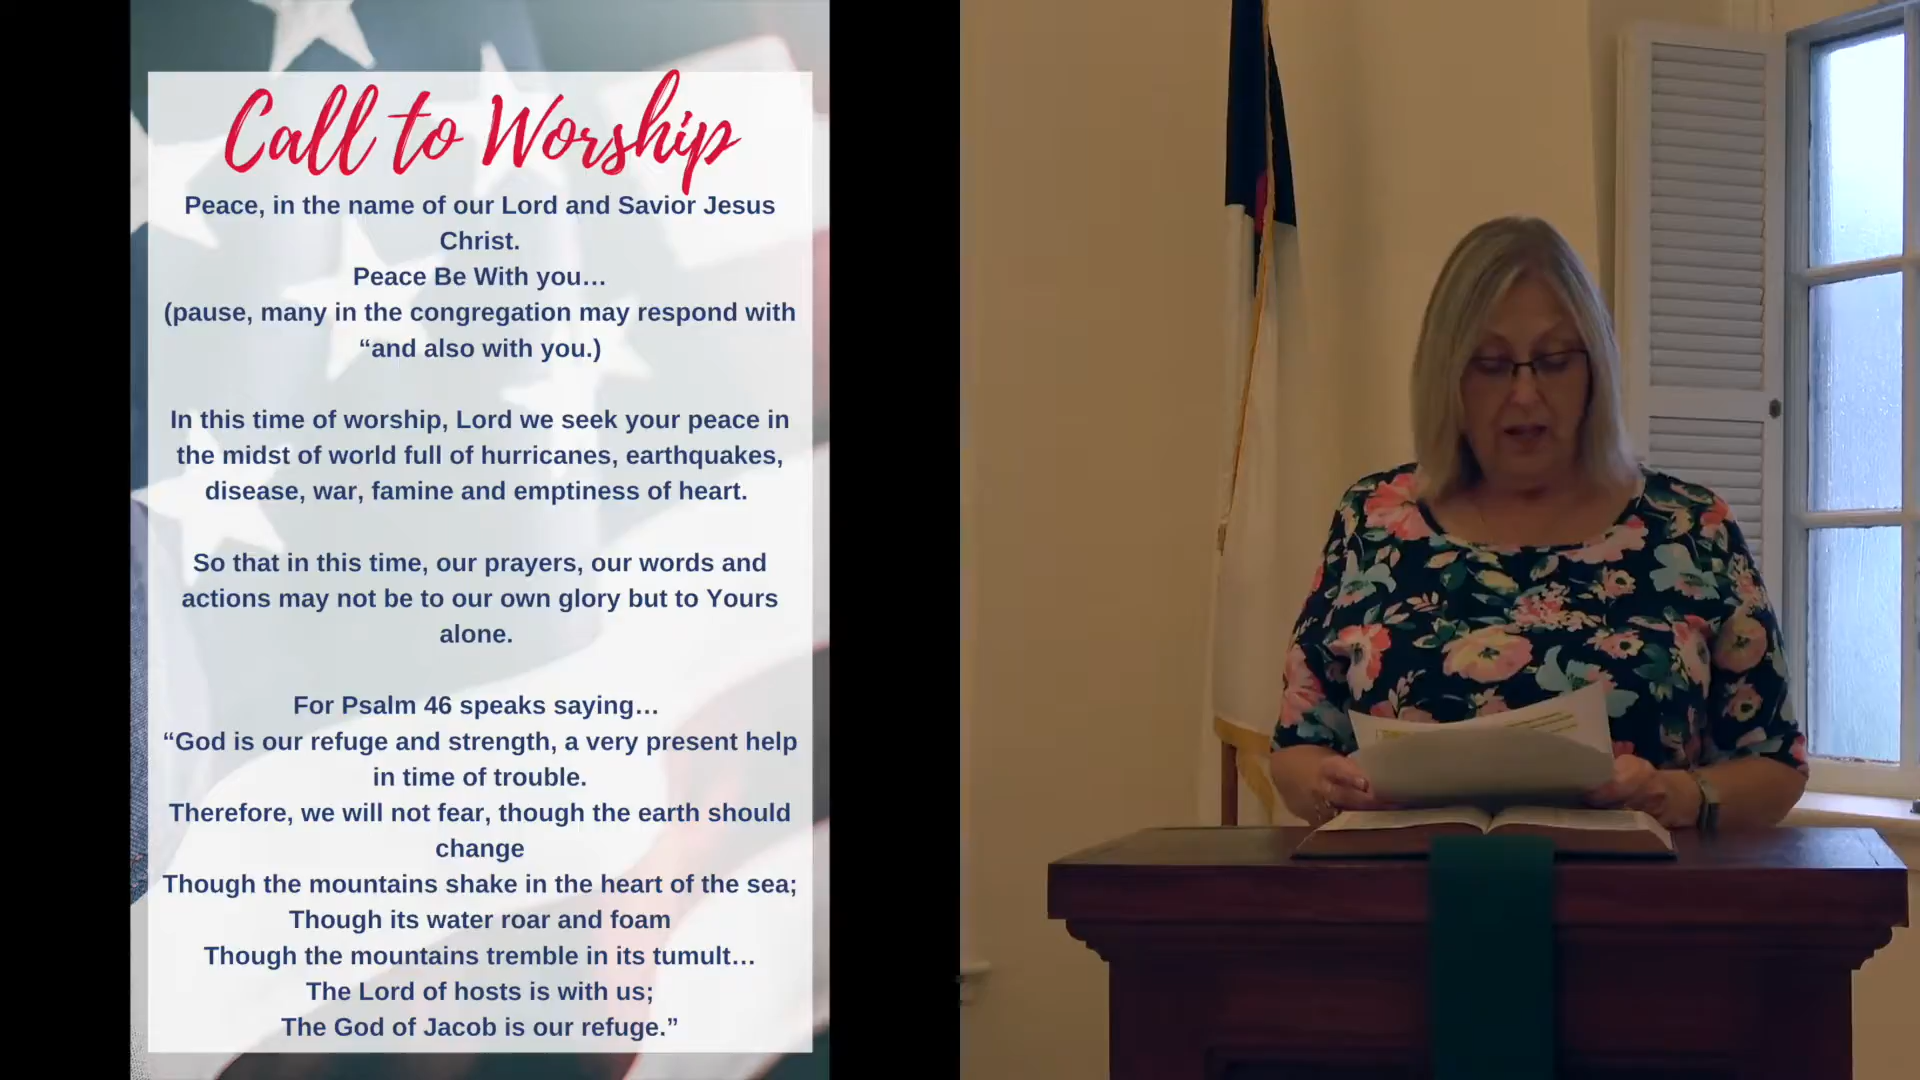 Call to Worship
Peace, in the name of our Lord and Savior Jesus
Christ.
Peace Be With you…
(pause, many in the congregation may respond with
“and also with you.)
In this time of worship, Lord we seek your peace in
the midst of world full of hurricanes, earthquakes,
disease, war, famine and emptiness of heart.
So that in this time, our prayers, our words and
actions may not be to our own glory but to Yours
alone.
For Psalm 46 speaks saying…
“God is our refuge and strength, a very present help
in time of trouble.
Therefore, we will not fear, though the earth should
change
Though the mountains shake in the heart of the sea;
Though its water roar and foam
Though the mountains tremble in its tumult…
The Lord of hosts is with us;
The God of Jacob is our refuge.”